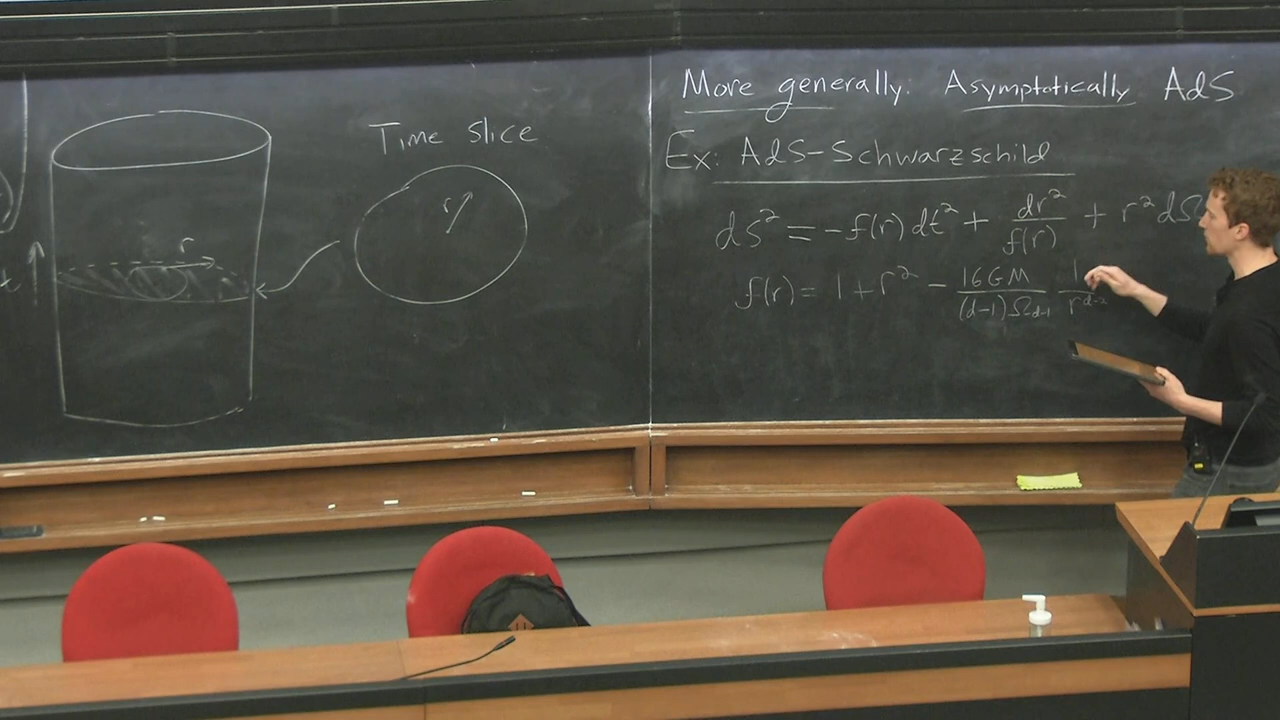 t
r
Time slice
r
More generally: Asymptotically AdS
Ex: AdS-Schwarzschild
ds² = -f(r) dt² + dr²/f(r) + r² dΩ
f(r) = 1 + r² - 16GM/((d-1)Ω_{d-1}) 1/r^{d-2}